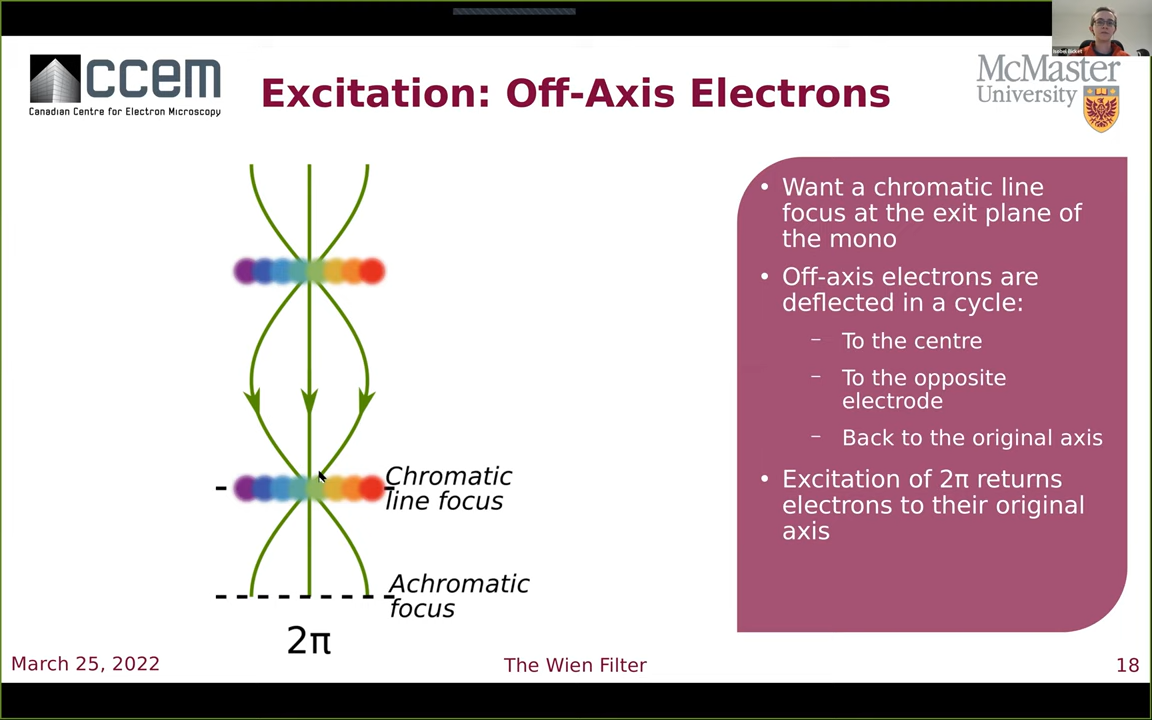 Isobel Bicket
ccem
Canadian Centre for Electron Microscopy
Excitation: Off-Axis Electrons
McMaster
University
• Want a chromatic line
focus at the exit plane of
the mono
• Off-axis electrons are
deflected in a cycle:
– To the centre
– To the opposite
electrode
– Back to the original axis
• Excitation of 2π returns
electrons to their original
axis
Chromatic
line focus
Achromatic
focus
2π
March 25, 2022
The Wien Filter
18